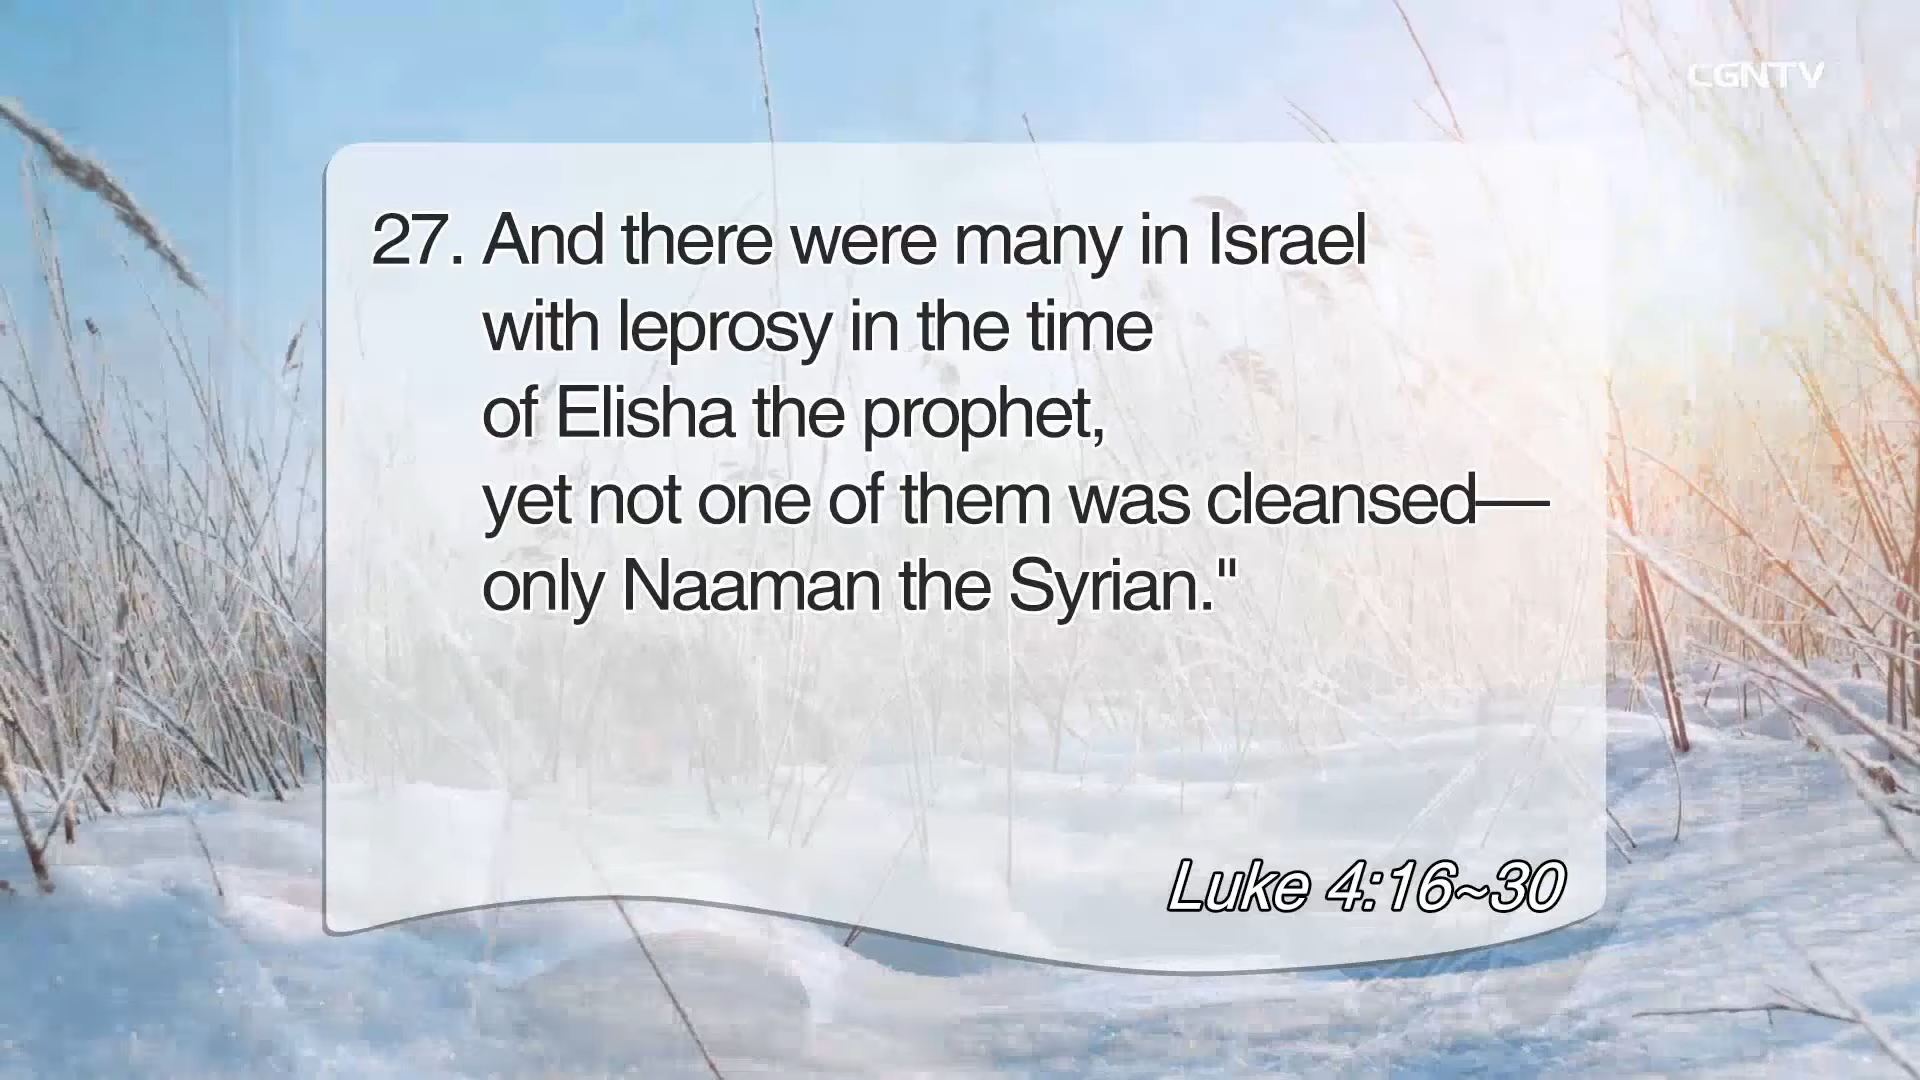 CGNTV
27. And there were many in Israel
with leprosy in the time
of Elisha the prophet,
yet not one of them was cleansed—
only Naaman the Syrian."
Luke 4:16~30